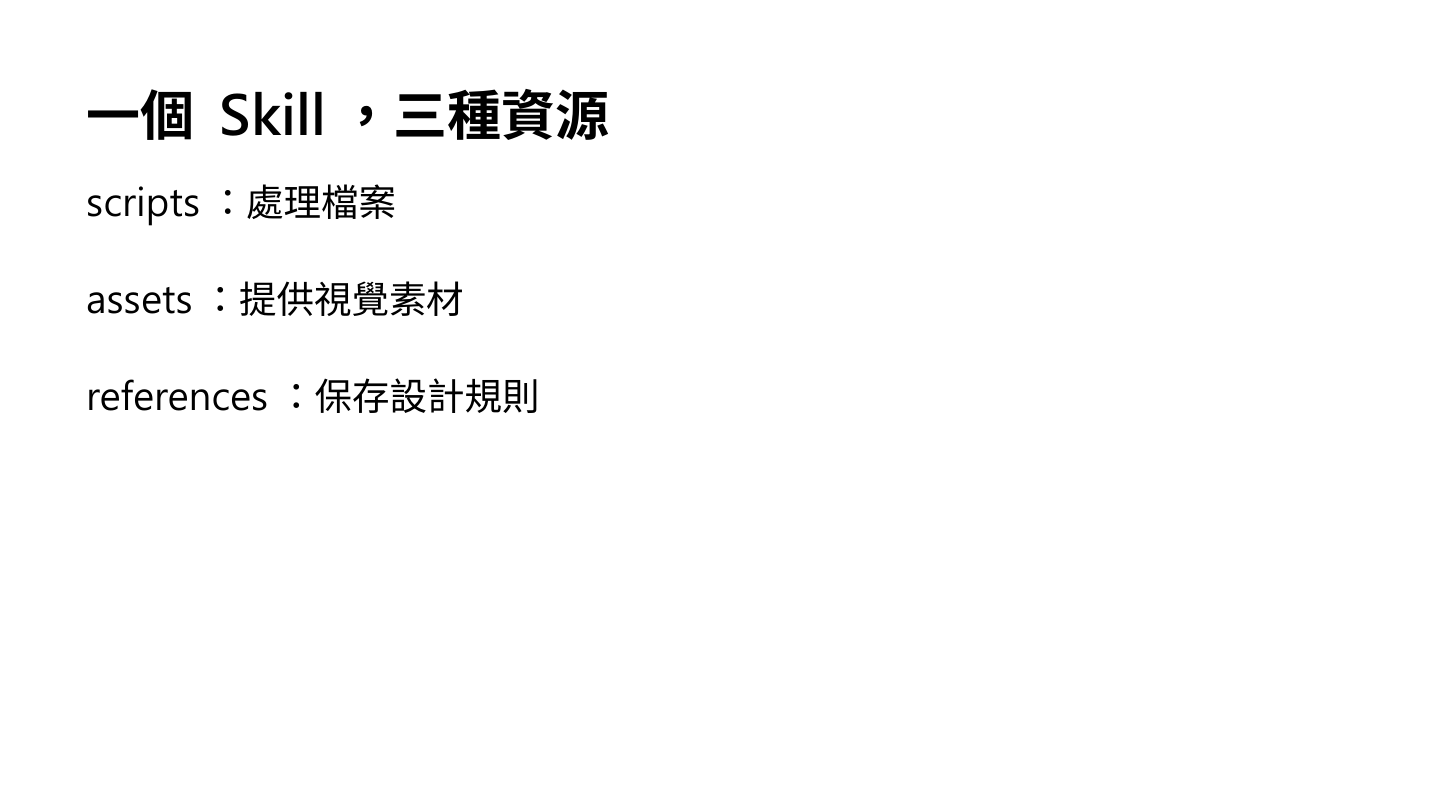 一個 Skill ，三種資源
scripts ：處理檔案
assets ：提供視覺素材
references ：保存設計規則